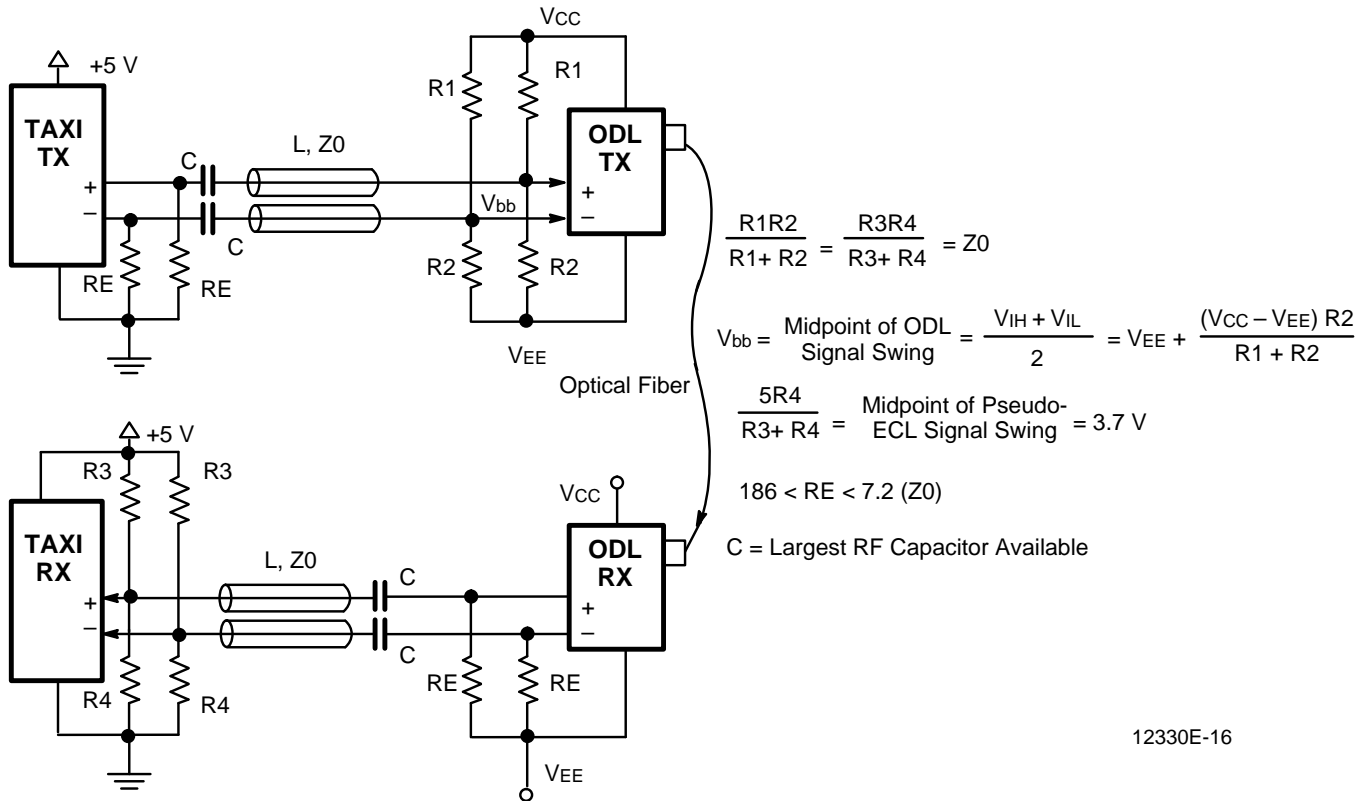 VCC
+5 V
R1
R1
TAXI
TX
ODL
TX
L, Z0
C
+
−
Vbb
+
−
C
RE
RE
R2
R2
VEE
R1R2 / R1+ R2 = R3R4 / R3+ R4 = Z0
Vbb = Midpoint of ODL Signal Swing = VIH + VIL / 2 = VEE + (VCC – VEE) R2 / R1 + R2
Optical Fiber
5R4 / R3+ R4 = Midpoint of Pseudo-ECL Signal Swing = 3.7 V
186 < RE < 7.2 (Z0)
C = Largest RF Capacitor Available
+5 V
R3
R3
VCC
TAXI
RX
ODL
RX
L, Z0
C
+
−
+
−
C
R4
R4
RE
RE
VEE
12330E-16